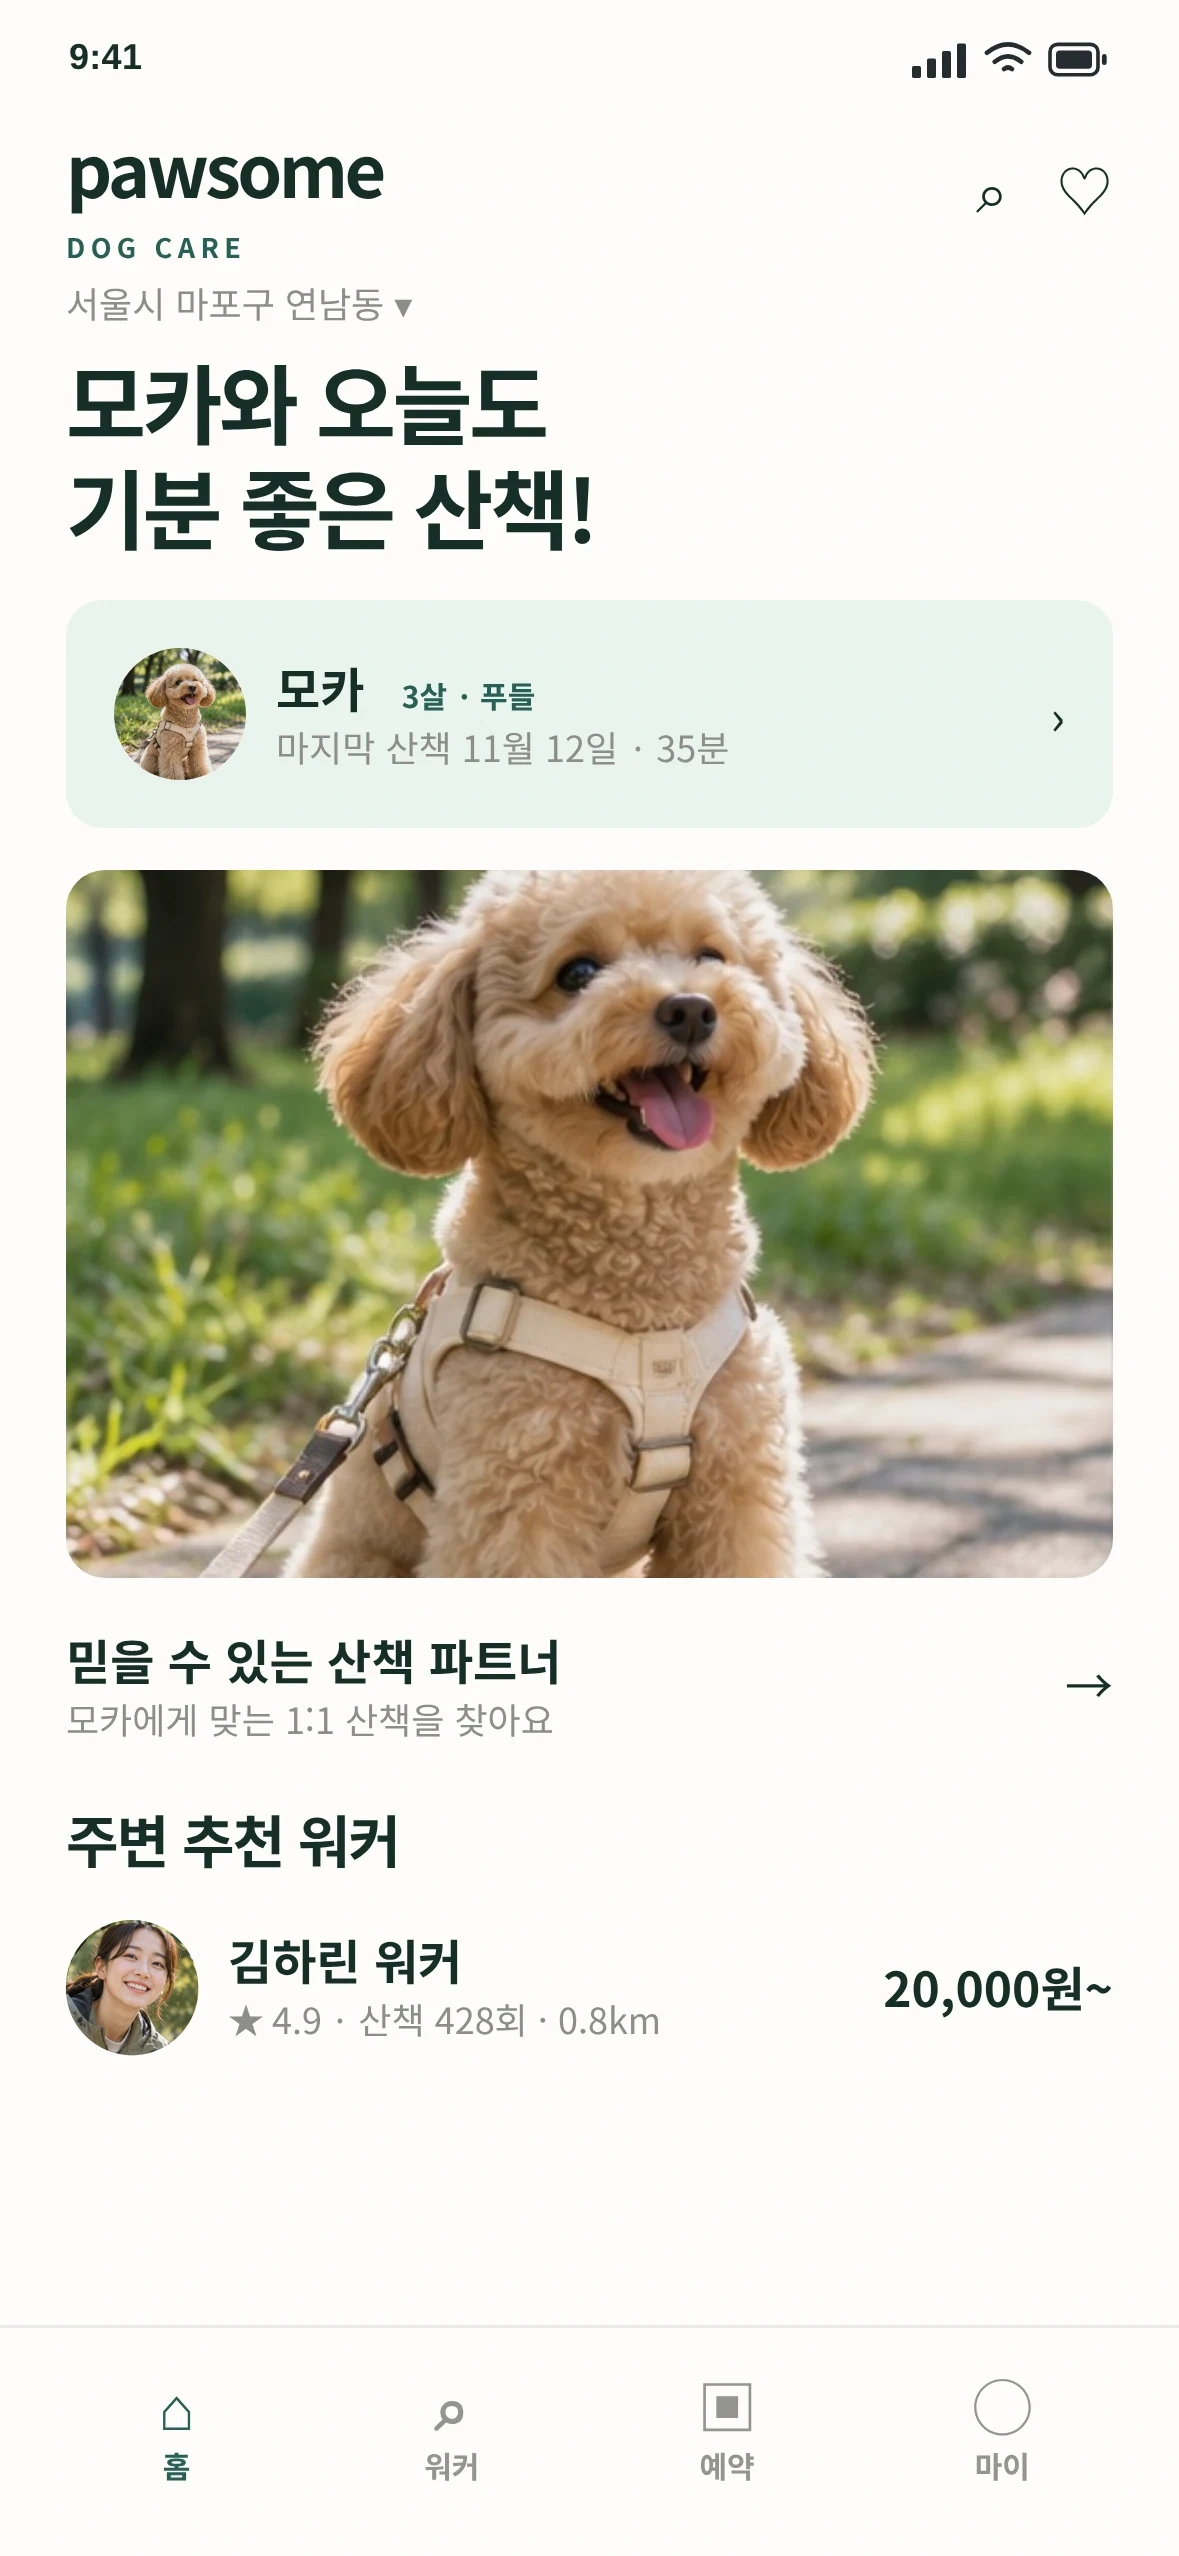 9:41
pawsome
DOG CARE
서울시 마포구 연남동 ▾
모카와 오늘도
기분 좋은 산책!
모카 3살 · 푸들
마지막 산책 11월 12일 · 35분
믿을 수 있는 산책 파트너
모카에게 맞는 1:1 산책을 찾아요
주변 추천 워커
김하린 워커
★ 4.9 · 산책 428회 · 0.8km
20,000원~
홈
워커
예약
마이